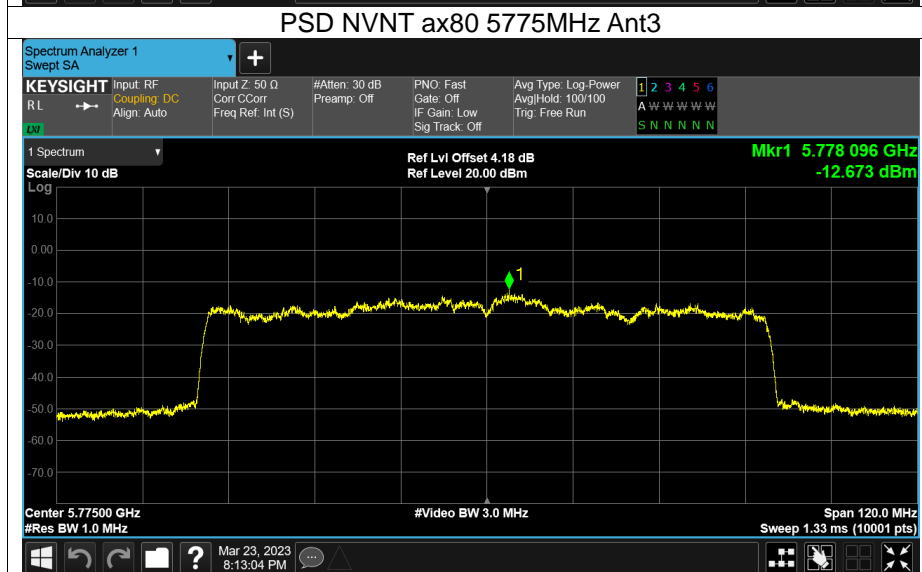 PSD NVNT ax80 5775MHz Ant3
Spectrum Analyzer 1
Swept SA
+
KEYSIGHT
RL
LXI
Input: RF
Coupling: DC
Align: Auto
Input Z: 50 Ω
Corr CCorr
Freq Ref: Int (S)
#Atten: 30 dB
Preamp: Off
PNO: Fast
Gate: Off
IF Gain: Low
Sig Track: Off
Avg Type: Log-Power
Avg|Hold: 100/100
Trig: Free Run
1 2 3 4 5 6
A W W W W W
S N N N N N
1 Spectrum
Scale/Div 10 dB
Ref Lvl Offset 4.18 dB
Ref Level 20.00 dBm
Mkr1 5.778 096 GHz
-12.673 dBm
Log
10.0
0.00
-10.0
-20.0
-30.0
-40.0
-50.0
-60.0
-70.0
1
Center 5.77500 GHz
#Res BW 1.0 MHz
#Video BW 3.0 MHz
Span 120.0 MHz
Sweep 1.33 ms (10001 pts)
?
Mar 23, 2023
8:13:04 PM